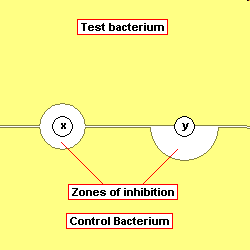 Test bacterium
x
y
Zones of inhibition
Control Bacterium